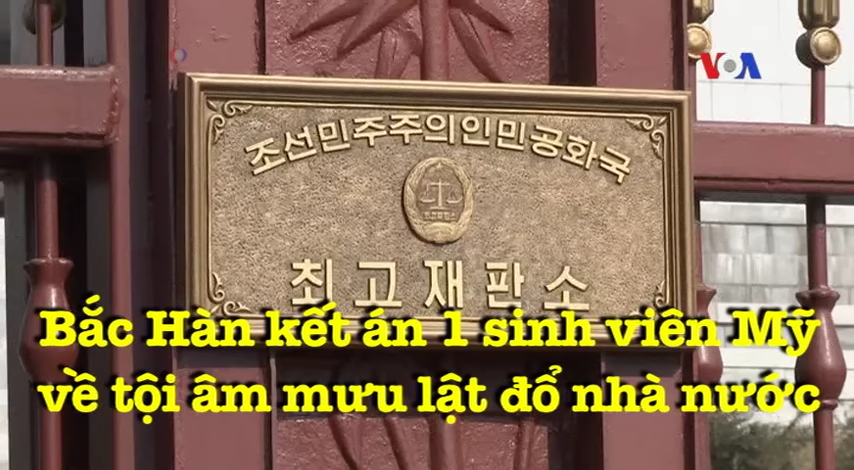 VOA
조선민주주의인민공화국
최고재판소
Bắc Hàn kết án 1 sinh viên Mỹ
về tội âm mưu lật đổ nhà nước